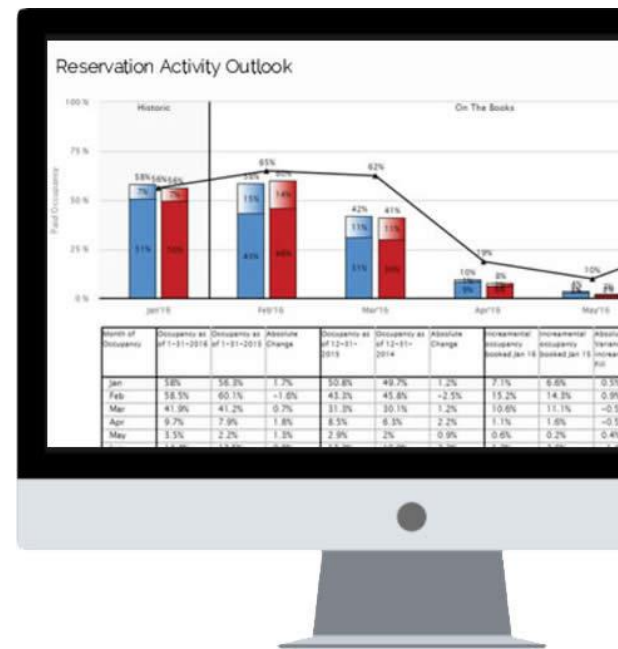 Reservation Activity Outlook
100 %
Historic
On The Books
75 %
50 %
25 %
0 %
Paid Occupancy
58%
56%
56%
7%
7%
51%
65%
60%
15%
14%
43%
62%
42%
41%
11%
11%
31%
30%
19%
10%
8%
9%
10%
Jan'16
Feb'16
Mar'16
Apr'16
May'16
Month of Occupancy as Occupancy as Absolute Occupancy as Occupancy as Absolute
Occupancy of 1-31-2016 of 1-31-2015 Change of 12-31- of 12-31- Change occupancy occupancy
2015 2014 booked Jan 16 booked Jan 15
Jan 58% 56.3% 1.7% 50.8% 49.7% 1.2% 7.1% 6.6% 0.5%
Feb 58.5% 60.1% -1.6% 43.3% 45.8% -2.5% 15.2% 14.3% 0.9%
Mar 41.9% 41.2% 0.7% 31.3% 30.1% 1.2% 10.6% 11.1% -0.5
Apr 9.7% 7.9% 1.8% 8.5% 6.3% 2.2% 1.1% 1.6% -0.5
May 3.5% 2.2% 1.3% 2.9% 2% 0.9% 0.6% 0.2% 0.4%